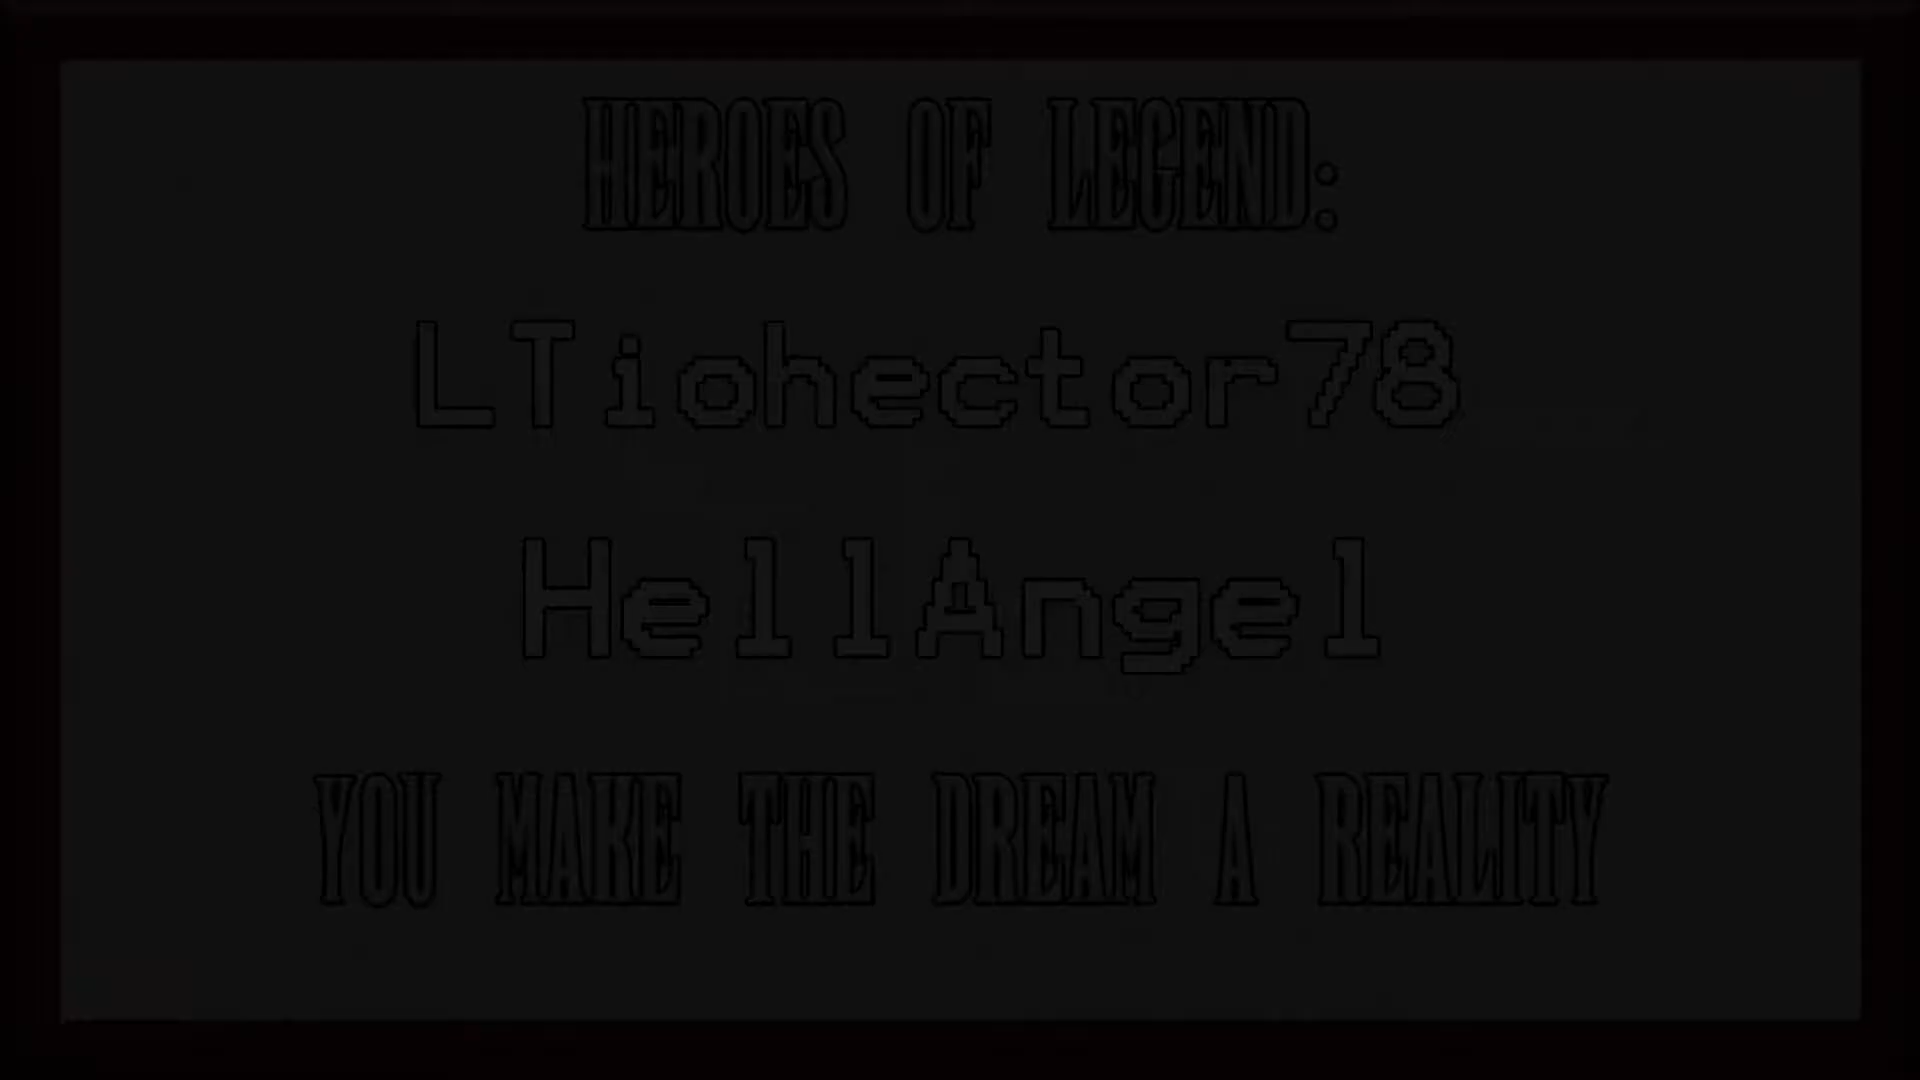 HEROES OF LEGEND:
LTiohector78
HellAngel
YOU MAKE THE DREAM A REALITY